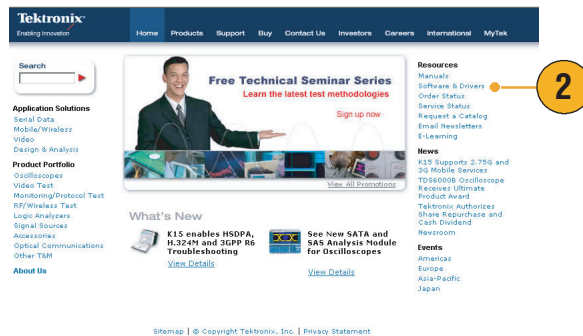 Tektronix
Enabling Innovation
Home Products Support Buy Contact Us Investors Careers International MyTek
Search
Application Solutions
Serial Data
Mobile/Wireless
Video
Design & Analysis
Product Portfolio
Oscilloscopes
Video Test
Monitoring/Protocol Test
RF/Wireless Test
Logic Analyzers
Signal Sources
Accessories
Optical Communications
Other T&M
About Us
Free Technical Seminar Series
Learn the latest test methodologies
Sign up now
View All Promotions
What's New
K15 enables HSDPA,
H.324M and 3GPP R6
Troubleshooting
View Details
See New SATA and
SAS Analysis Module
for Oscilloscopes
View Details
Resources
Manuals
Software & Drivers
Order Status
Service Status
Request a Catalog
Email Newsletters
E-Learning
News
K15 Supports 2.75G and
3G Mobile Services
TDS6000B Oscilloscope
Receives Ultimate
Product Award
Tektronix Authorizes
Share Repurchase and
Cash Dividend
Newsroom
Events
Americas
Europe
Asia-Pacific
Japan
2
Sitemap | © Copyright Tektronix, Inc. | Privacy Statement